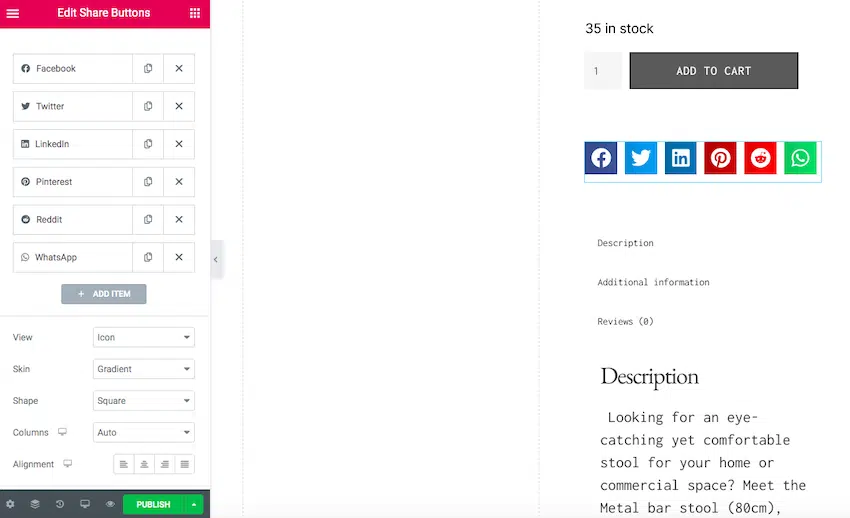 Edit Share Buttons
Facebook
Twitter
LinkedIn
Pinterest
Reddit
WhatsApp
+ ADD ITEM
View Icon
Skin Gradient
Shape Square
Columns Auto
Alignment
PUBLISH
35 in stock
1 ADD TO CART
Description
Additional information
Reviews (0)
Description
Looking for an eye-
catching yet comfortable
stool for your home or
commercial space? Meet the
Metal bar stool (80cm),